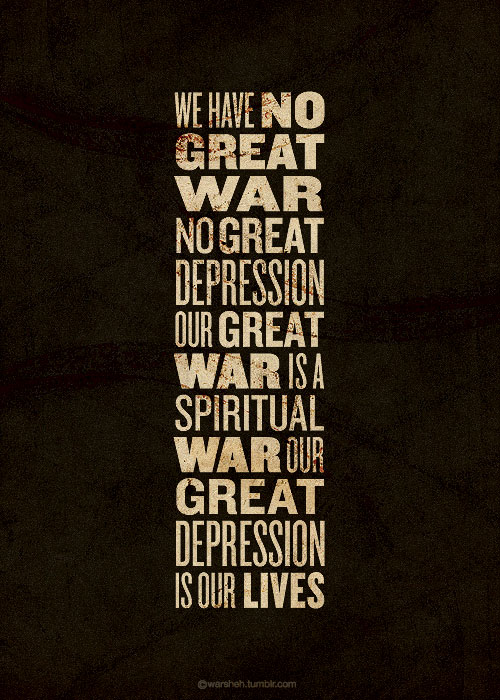 WE HAVE NO
GREAT
WAR
NO GREAT
DEPRESSION
OUR GREAT
WAR IS A
SPIRITUAL
WAR OUR
GREAT
DEPRESSION
IS OUR LIVES
©warsheh.tumblr.com